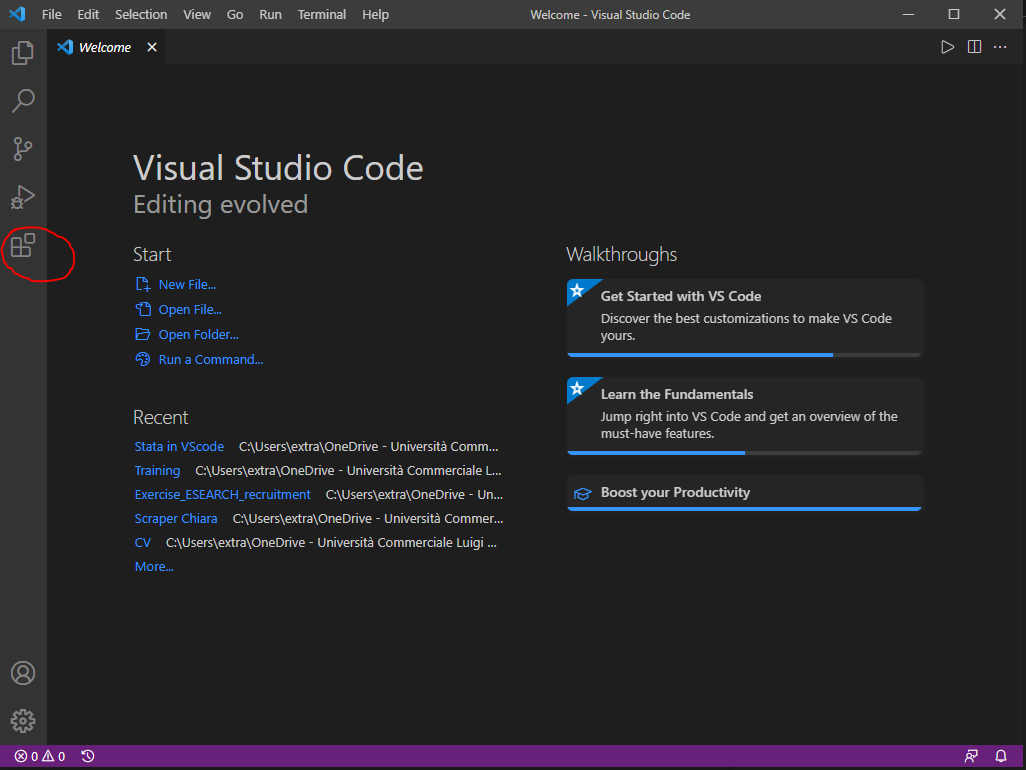 File Edit Selection View Go Run Terminal Help Welcome - Visual Studio Code
Welcome
Visual Studio Code
Editing evolved
Start
New File...
Open File...
Open Folder...
Run a Command...
Recent
Stata in VScode C:\Users\extra\OneDrive - Università Comm...
Training C:\Users\extra\OneDrive - Università Commerciale L...
Exercise_ESEARCH_recruitment C:\Users\extra\OneDrive - Un...
Scraper Chiara C:\Users\extra\OneDrive - Università Commer...
CV C:\Users\extra\OneDrive - Università Commerciale Luigi ...
More...
Walkthroughs
Get Started with VS Code
Discover the best customizations to make VS Code
yours.
Learn the Fundamentals
Jump right into VS Code and get an overview of the
must-have features.
Boost your Productivity
0 0